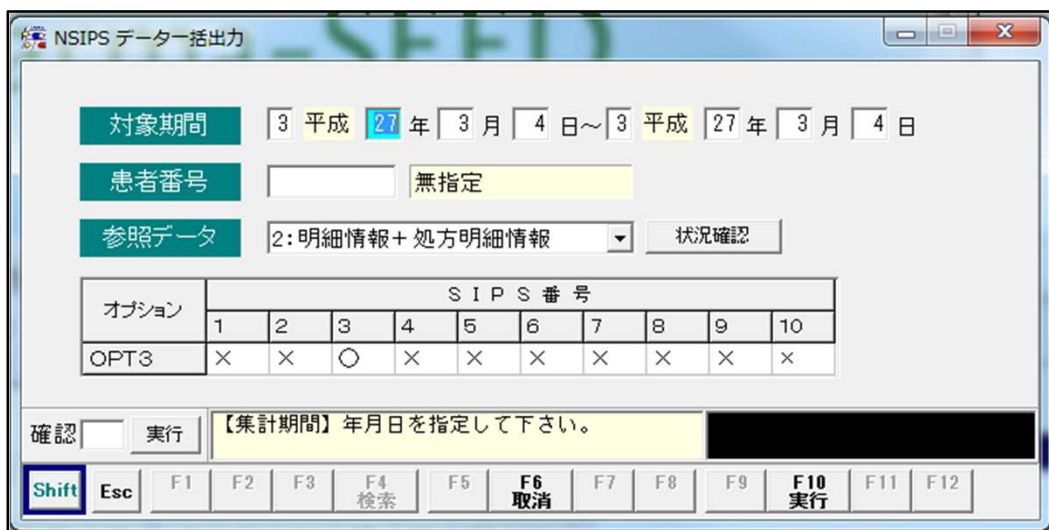 -SEED
NSIPS データ一括出力
対象期間 3 平成 27 年 3 月 4 日～3 平成 27 年 3 月 4 日
患者番号 無指定
参照データ 2:明細情報+処方明細情報 状況確認
オプション SIPS番号
1 2 3 4 5 6 7 8 9 10
OPT3 × × ○ × × × × × × ×
確認 実行 【集計期間】年月日を指定して下さい。
Shift Esc F1 F2 F3 F4 検索 F5 F6 取消 F7 F8 F9 F10 実行 F11 F12